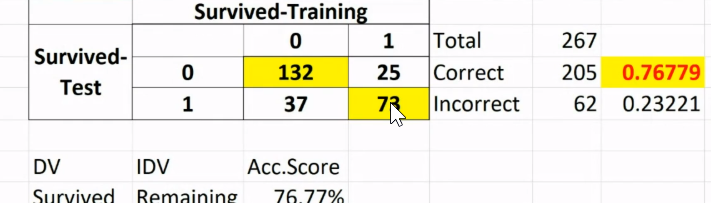 Survived-Training
Survived-Test 0 1 Total 267
0 132 25 Correct 205 0.76779
1 37 73 Incorrect 62 0.23221
DV IDV Acc.Score
Survived Remaining 76.77%